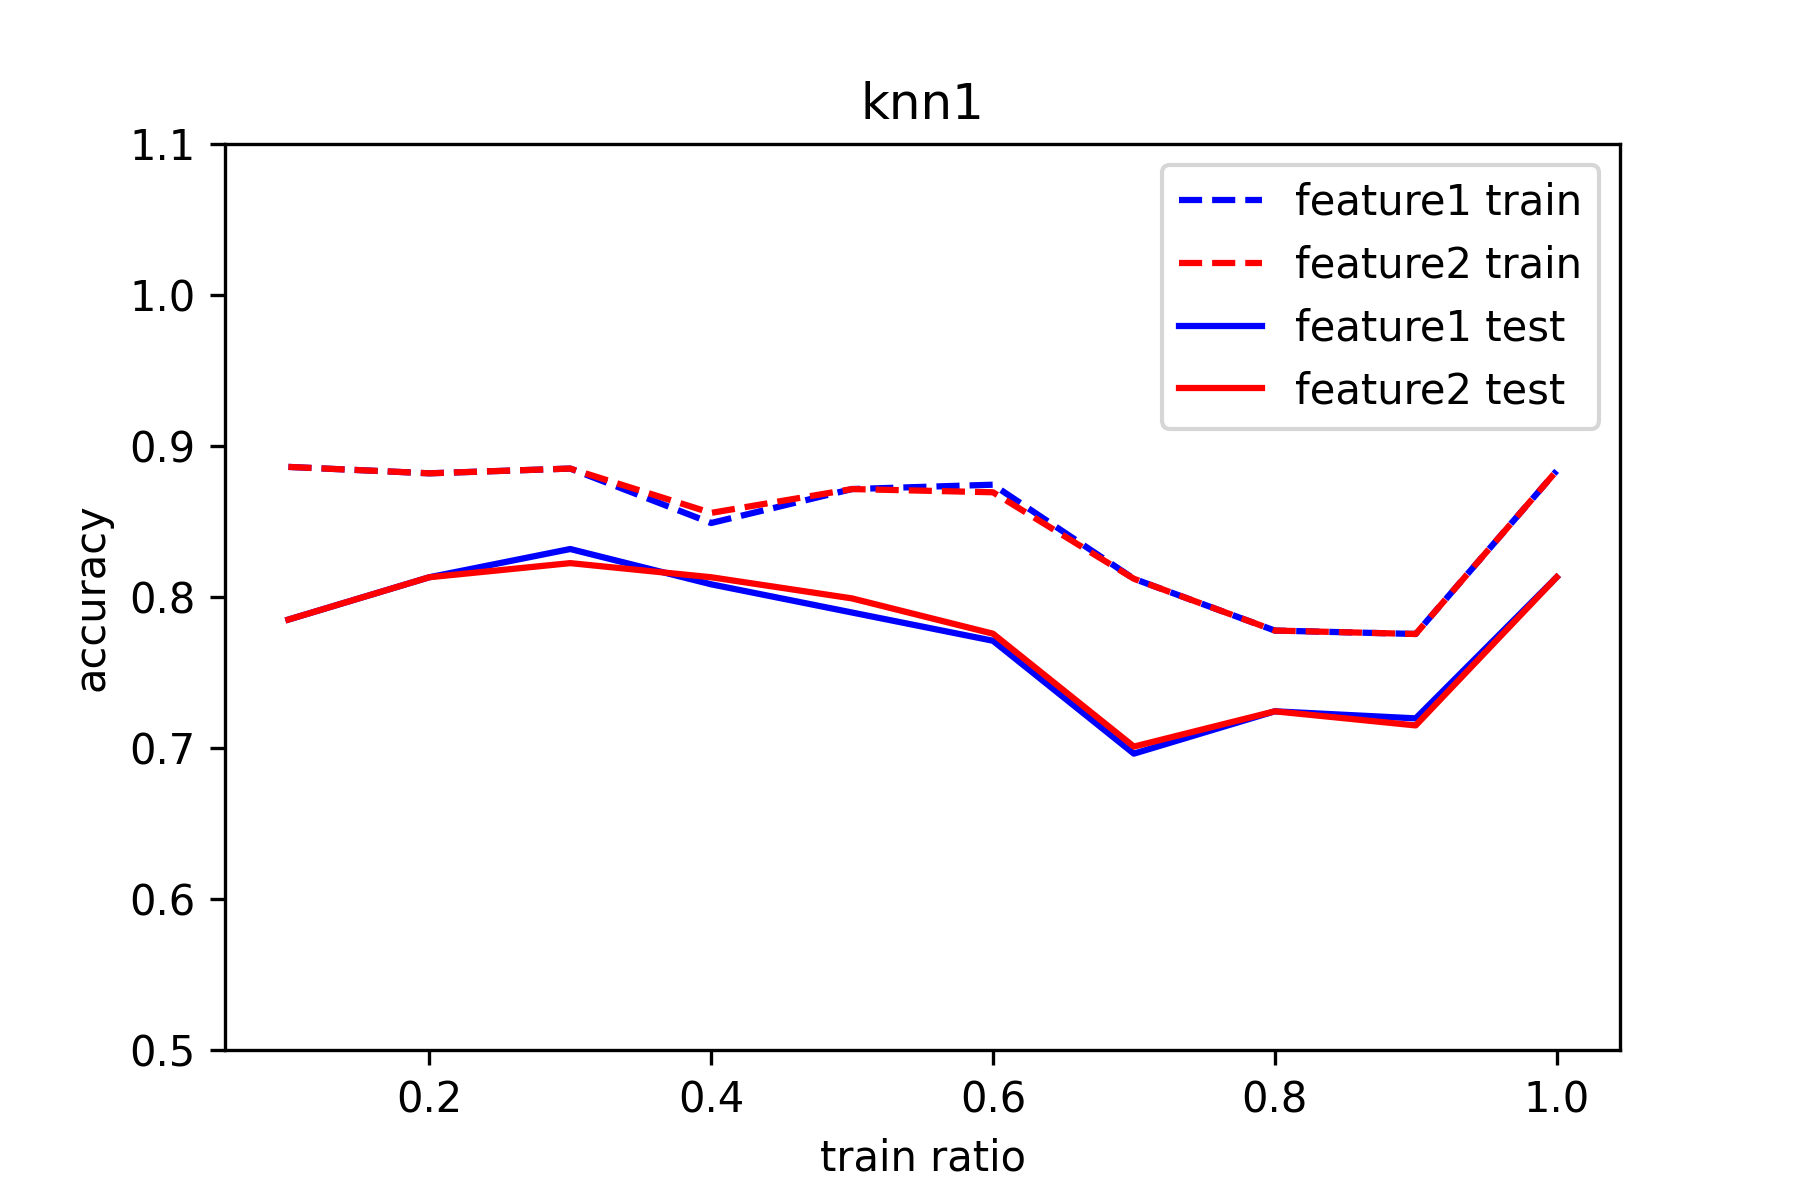 knn1
1.1
1.0
0.9
0.8
0.7
0.6
0.5
accuracy
feature1 train
feature2 train
feature1 test
feature2 test
0.2 0.4 0.6 0.8 1.0
train ratio